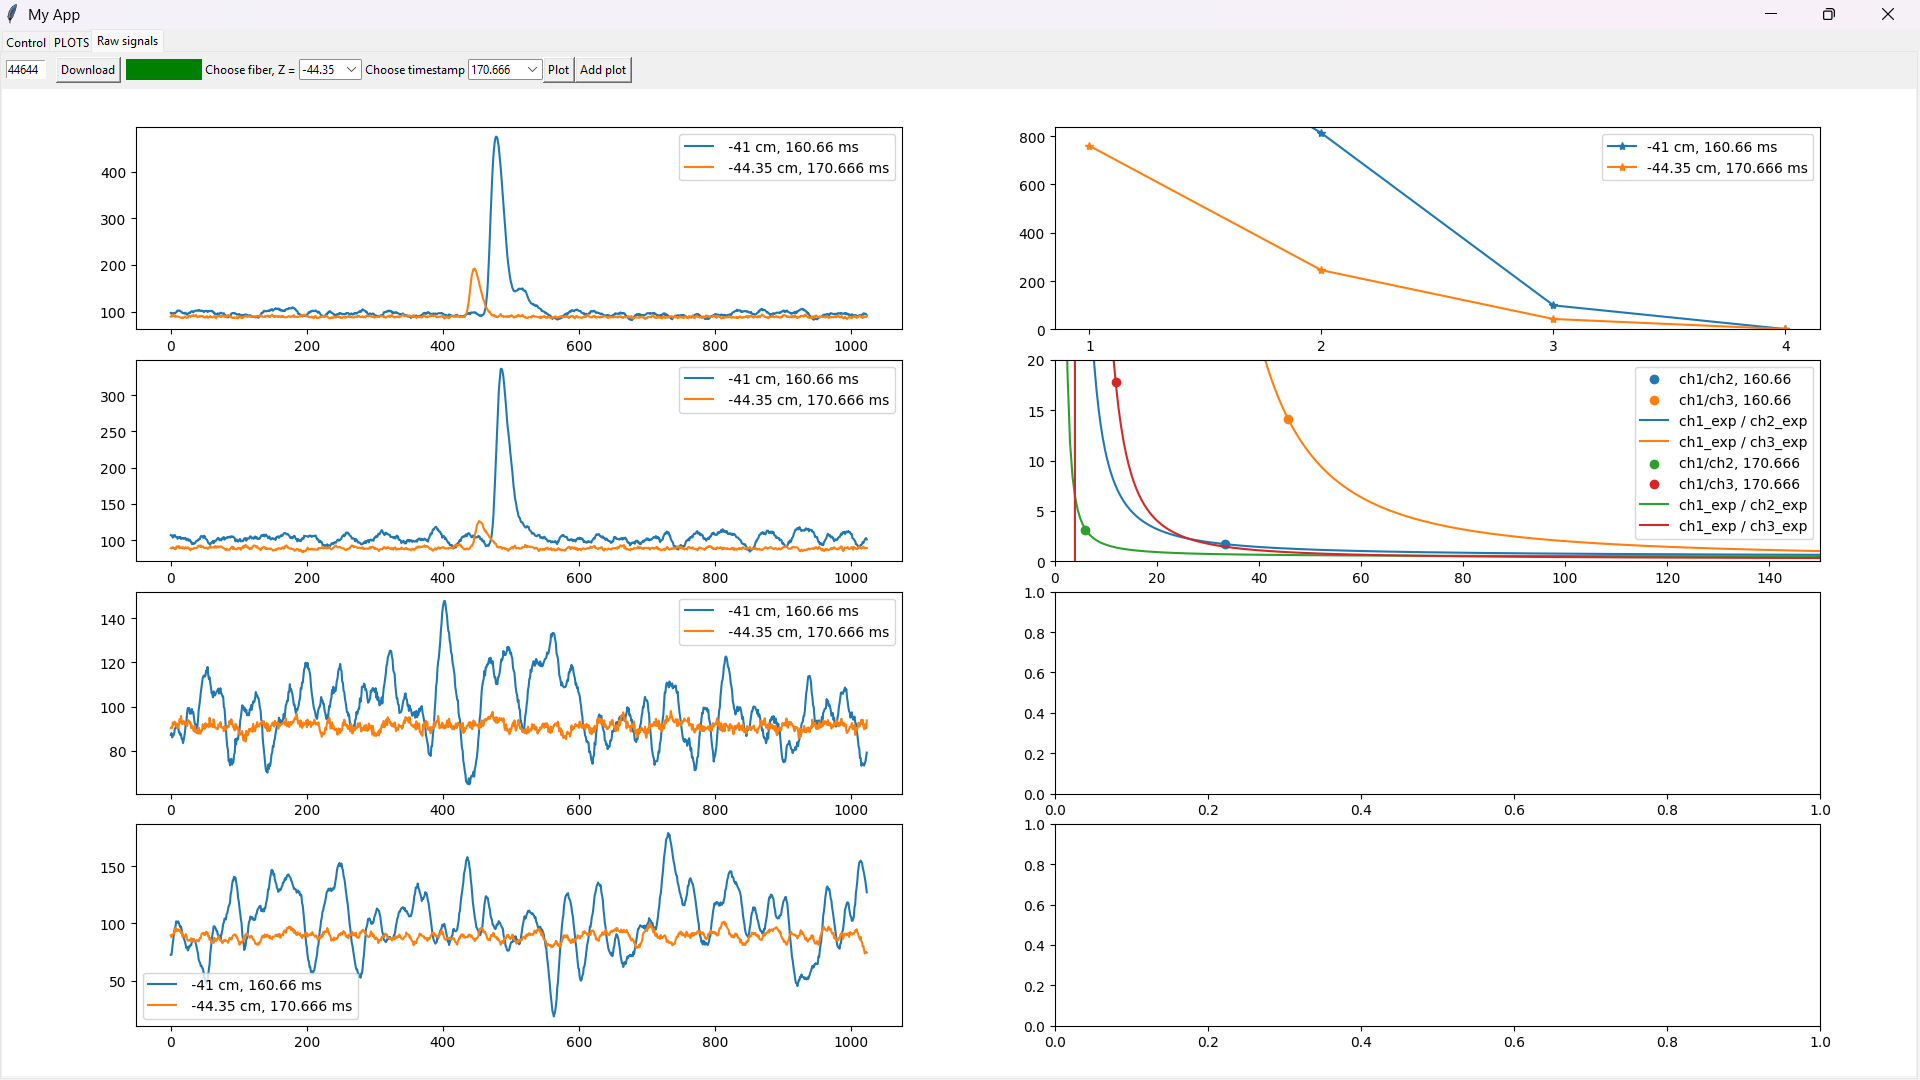 My App
Control PLOTS Raw signals
44644 Download Choose fiber, Z = -44.35 Choose timestamp 170.666 Plot Add plot
400
300
200
100
0 200 400 600 800 1000
-41 cm, 160.66 ms
-44.35 cm, 170.666 ms
300
250
200
150
100
0 200 400 600 800 1000
-41 cm, 160.66 ms
-44.35 cm, 170.666 ms
140
120
100
80
0 200 400 600 800 1000
-41 cm, 160.66 ms
-44.35 cm, 170.666 ms
150
100
50
0 200 400 600 800 1000
-41 cm, 160.66 ms
-44.35 cm, 170.666 ms
800
600
400
200
0
1 2 3 4
-41 cm, 160.66 ms
-44.35 cm, 170.666 ms
20
15
10
5
0
0 20 40 60 80 100 120 140
ch1/ch2, 160.66
ch1/ch3, 160.66
ch1_exp / ch2_exp
ch1_exp / ch3_exp
ch1/ch2, 170.666
ch1/ch3, 170.666
ch1_exp / ch2_exp
ch1_exp / ch3_exp
1.0
0.8
0.6
0.4
0.2
0.0
0.0 0.2 0.4 0.6 0.8 1.0
1.0
0.8
0.6
0.4
0.2
0.0
0.0 0.2 0.4 0.6 0.8 1.0